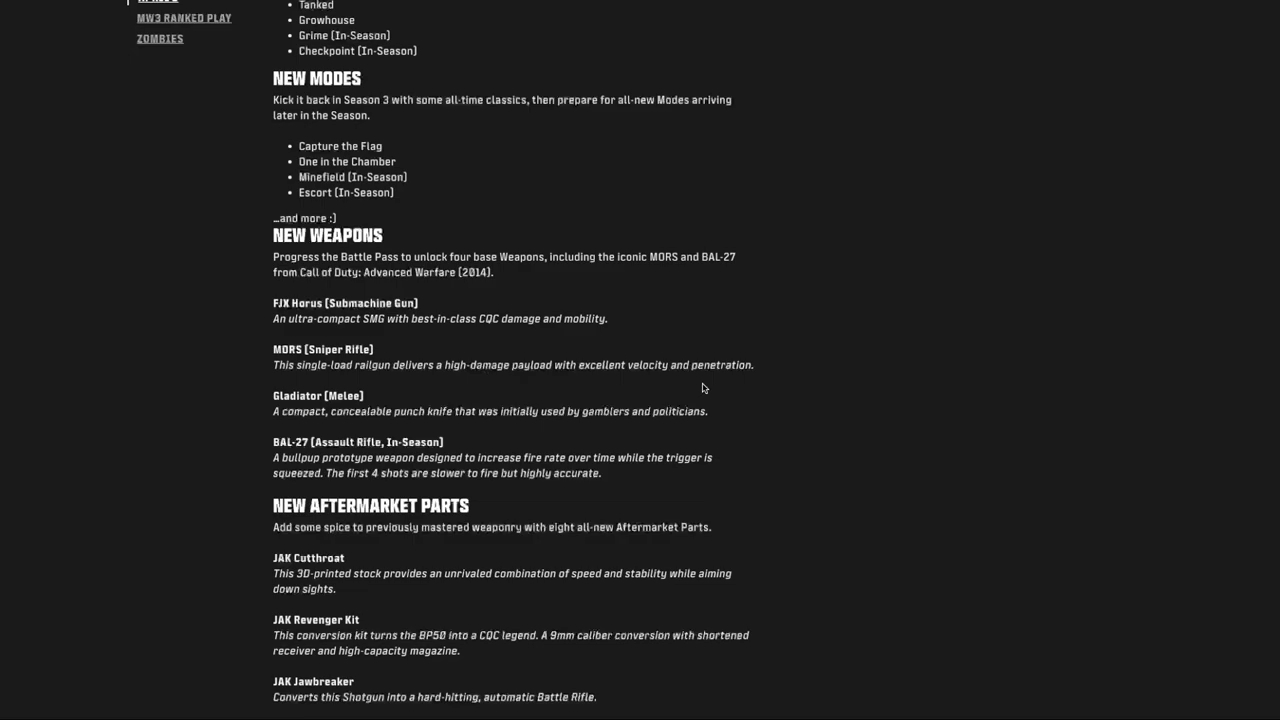 MW3 RANKED PLAY
ZOMBIES
• Tanked
• Growhouse
• Grime (In-Season)
• Checkpoint (In-Season)
NEW MODES
Kick it back in Season 3 with some all-time classics, then prepare for all-new Modes arriving
later in the Season.
• Capture the Flag
• One in the Chamber
• Minefield (In-Season)
• Escort (In-Season)
…and more :)
NEW WEAPONS
Progress the Battle Pass to unlock four base Weapons, including the iconic MORS and BAL-27
from Call of Duty: Advanced Warfare (2014).
FJX Horus (Submachine Gun)
An ultra-compact SMG with best-in-class CQC damage and mobility.
MORS (Sniper Rifle)
This single-load railgun delivers a high-damage payload with excellent velocity and penetration.
Gladiator (Melee)
A compact, concealable punch knife that was initially used by gamblers and politicians.
BAL-27 (Assault Rifle, In-Season)
A bullpup prototype weapon designed to increase fire rate over time while the trigger is
squeezed. The first 4 shots are slower to fire but highly accurate.
NEW AFTERMARKET PARTS
Add some spice to previously mastered weaponry with eight all-new Aftermarket Parts.
JAK Cutthroat
This 3D-printed stock provides an unrivaled combination of speed and stability while aiming
down sights.
JAK Revenger Kit
This conversion kit turns the BP50 into a CQC legend. A 9mm caliber conversion with shortened
receiver and high-capacity magazine.
JAK Jawbreaker
Converts this Shotgun into a hard-hitting, automatic Battle Rifle.